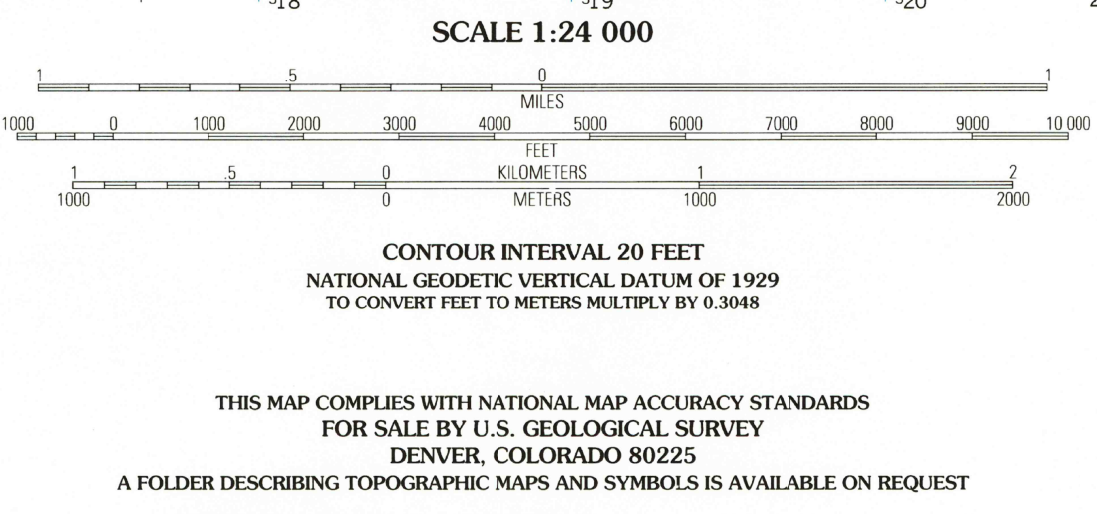 318 319 320
SCALE 1:24 000
1 .5 0 1
MILES
1000 0 1000 2000 3000 4000 5000 6000 7000 8000 9000 10 000
FEET
1 .5 0 KILOMETERS 1 2
1000 0 METERS 1000 2000
CONTOUR INTERVAL 20 FEET
NATIONAL GEODETIC VERTICAL DATUM OF 1929
TO CONVERT FEET TO METERS MULTIPLY BY 0.3048
THIS MAP COMPLIES WITH NATIONAL MAP ACCURACY STANDARDS
FOR SALE BY U.S. GEOLOGICAL SURVEY
DENVER, COLORADO 80225
A FOLDER DESCRIBING TOPOGRAPHIC MAPS AND SYMBOLS IS AVAILABLE ON REQUEST